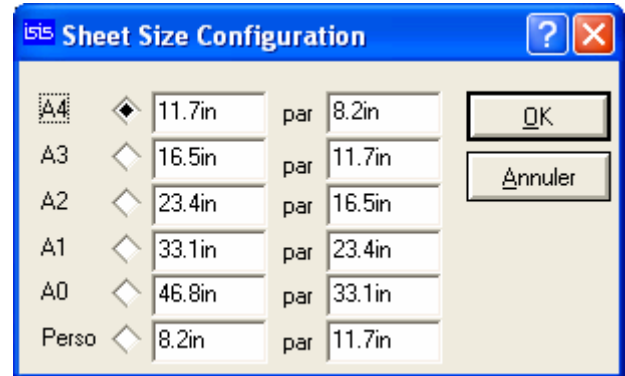 isis Sheet Size Configuration ?
A4 11.7in par 8.2in OK
A3 16.5in par 11.7in Annuler
A2 23.4in par 16.5in
A1 33.1in par 23.4in
A0 46.8in par 33.1in
Perso 8.2in par 11.7in